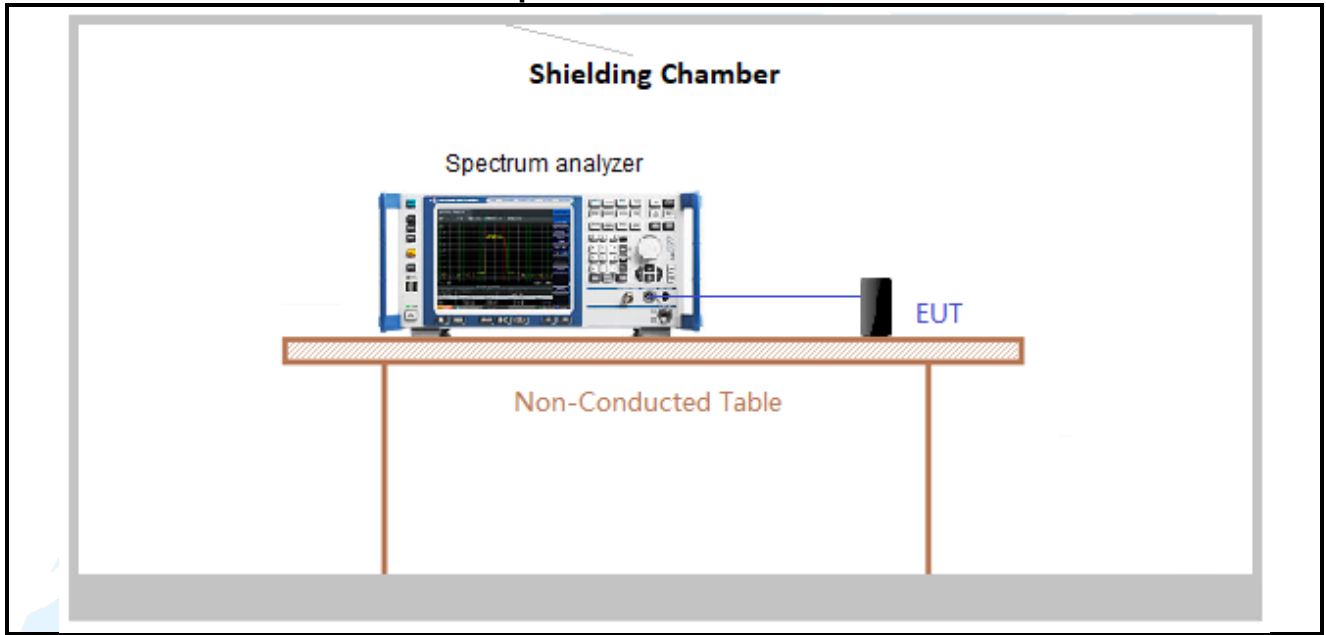 Shielding Chamber
Spectrum analyzer
EUT
Non-Conducted Table